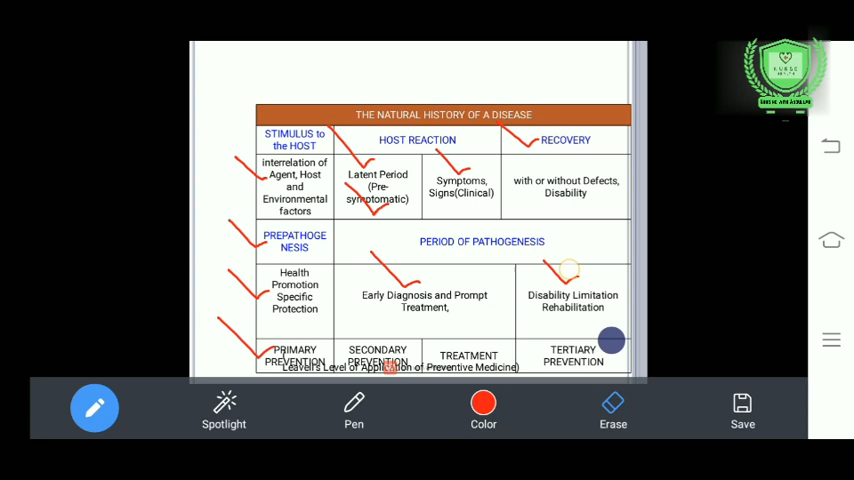 NURSE
THE NATURAL HISTORY OF A DISEASE
STIMULUS to
the HOST
HOST REACTION
RECOVERY
interrelation of
Agent, Host
and
Environmental
factors
Latent Period
(Pre-
symptomatic)
Symptoms,
Signs(Clinical)
with or without Defects,
Disability
PREPATHOGE
NESIS
PERIOD OF PATHOGENESIS
Health
Promotion
Specific
Protection
Early Diagnosis and Prompt
Treatment,
Disability Limitation
Rehabilitation
PRIMARY
PREVENTION
SECONDARY
PREVENTION
TREATMENT
TERTIARY
PREVENTION
Leavell's Level of Application of Preventive Medicine)
Spotlight
Pen
Color
Erase
Save